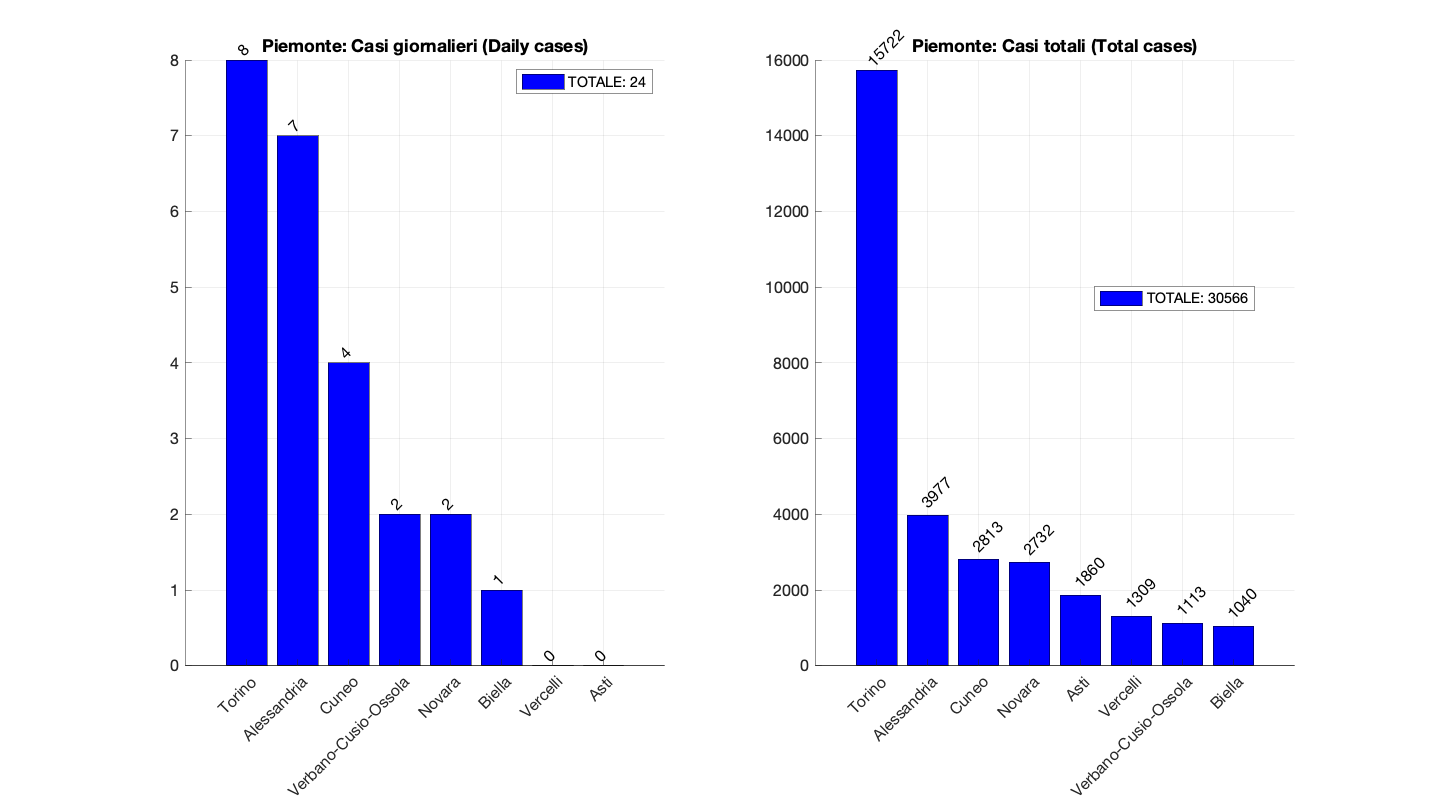 Piemonte: Casi giornalieri (Daily cases)
TOTALE: 24
8
7
6
5
4
3
2
1
0
8
7
4
2
2
1
0
0
Torino
Alessandria
Cuneo
Verbano-Cusio-Ossola
Novara
Biella
Vercelli
Asti
Piemonte: Casi totali (Total cases)
TOTALE: 30566
16000
14000
12000
10000
8000
6000
4000
2000
0
15722
3977
2813
2732
1860
1309
1113
1040
Torino
Alessandria
Cuneo
Novara
Asti
Vercelli
Verbano-Cusio-Ossola
Biella